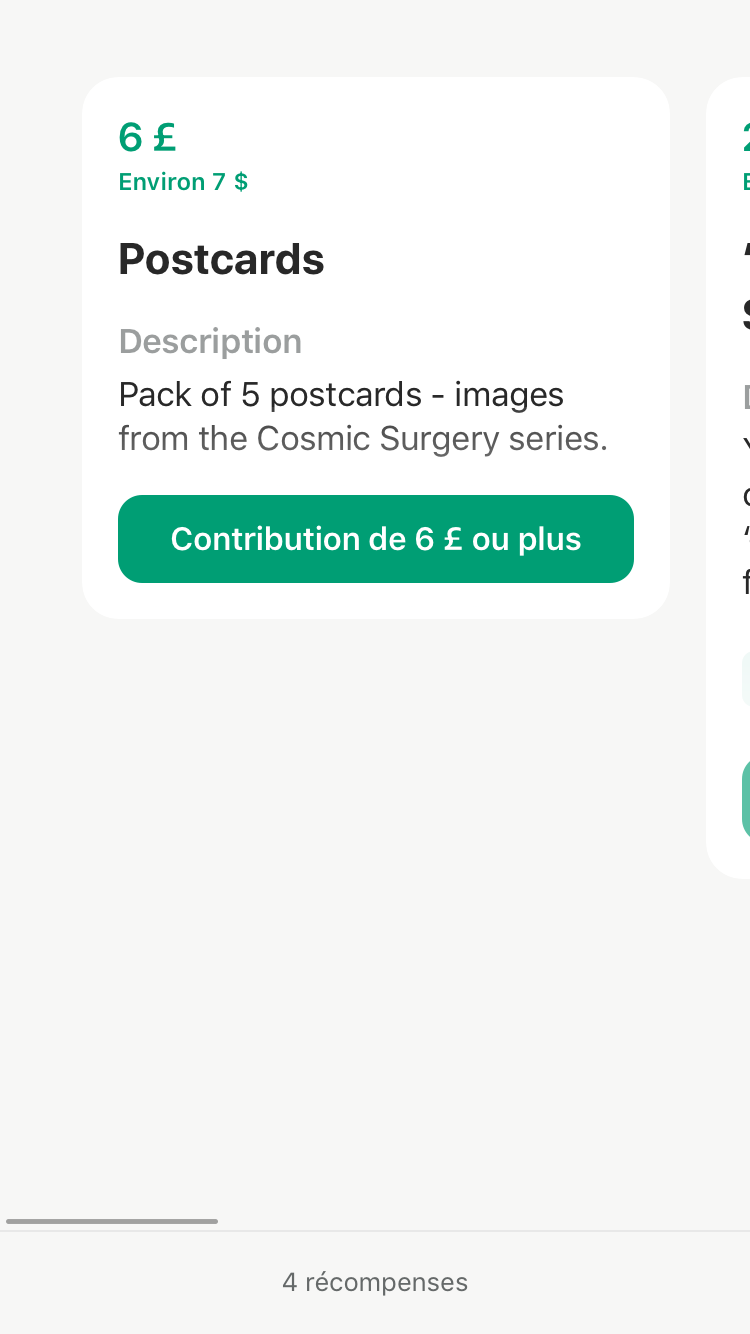 6 £
Environ 7 $
Postcards
Description
Pack of 5 postcards - images
from the Cosmic Surgery series.
Contribution de 6 £ ou plus
4 récompenses